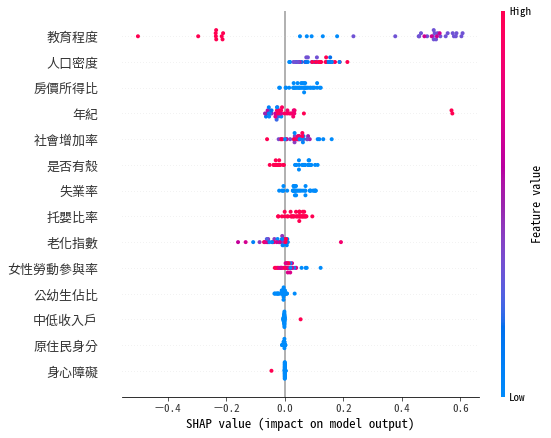 High
教育程度
人口密度
房價所得比
年紀
社會增加率
是否有殼
失業率
托嬰比率
老化指數
女性勞動參與率
公幼生佔比
中低收入戶
原住民身分
身心障礙
Feature value
Low
−0.4 −0.2 0.0 0.2 0.4 0.6
SHAP value (impact on model output)